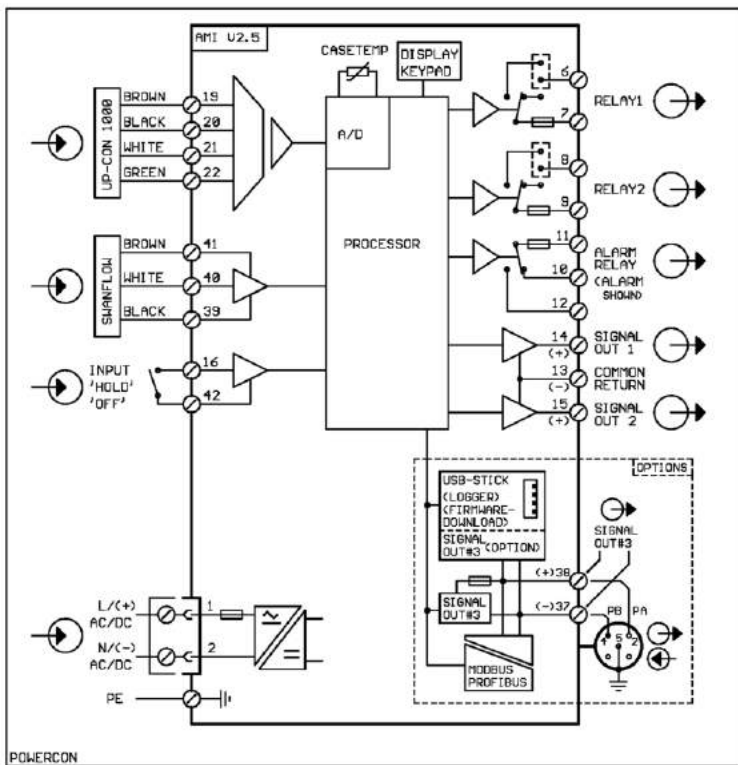 AMI V2.5
CASETEMP
DISPLAY
KEYPAD
A/D
PROCESSOR
UP-CON 1000
BROWN 19
BLACK 20
WHITE 21
GREEN 22
SWANFLOW
BROWN 41
WHITE 40
BLACK 39
INPUT
'HOLD'
'OFF'
16
42
L/(+)
AC/DC
1
N/(-)
AC/DC
2
PE
6
RELAY1
7
8
RELAY2
9
11
ALARM
RELAY
(ALARM
SHOWN)
10
12
14
(+)
SIGNAL
OUT 1
13
(-)
COMMON
RETURN
15
(+)
SIGNAL
OUT 2
OPTIONS
USB-STICK
(LOGGER)
(FIRMWARE-
DOWNLOAD)
SIGNAL
OUT#3 (OPTION)
SIGNAL
OUT#3
(+)38
SIGNAL
OUT#3
(-)37
PB PA
4 5 2
MODBUS
PROFIBUS
POWERCON